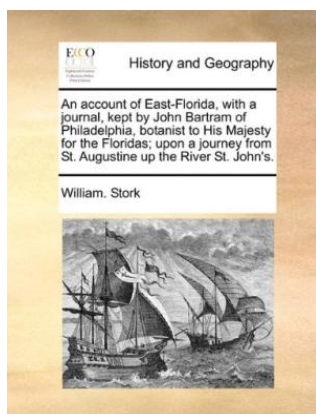 ECCO
History and Geography
An account of East-Florida, with a
journal, kept by John Bartram of
Philadelphia, botanist to His Majesty
for the Floridas; upon a journey from
St. Augustine up the River St. John's.
William. Stork